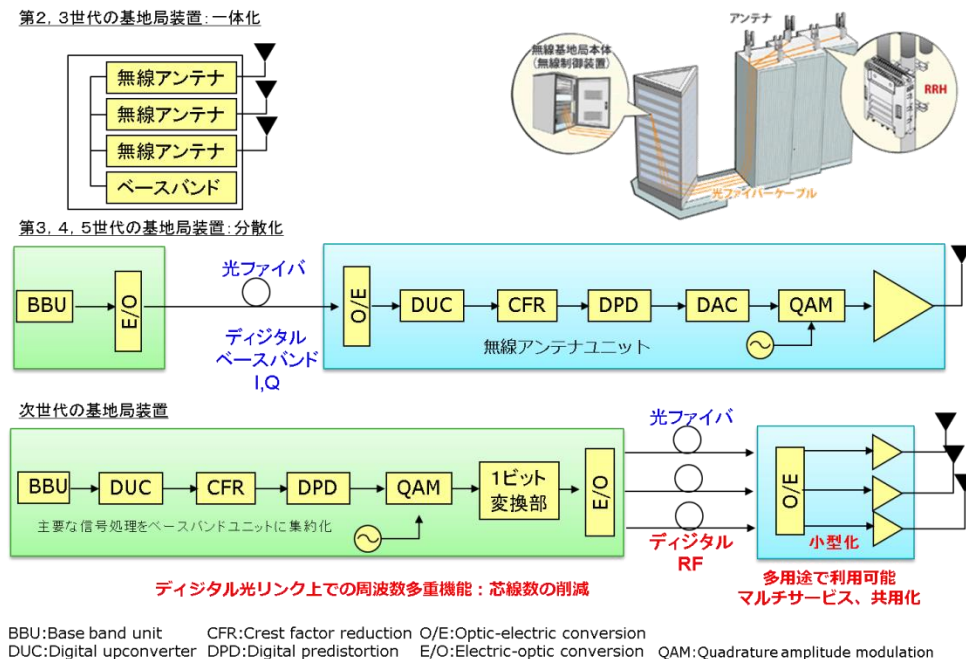 第2, 3世代の基地局装置：一体化
無線アンテナ
無線アンテナ
無線アンテナ
ベースバンド
アンテナ
無線基地局本体
(無線制御装置)
RRH
光ファイバーケーブル
第3, 4, 5世代の基地局装置：分散化
BBU
E/O
光ファイバ
ディジタル
ベースバンド
I,Q
O/E
DUC
CFR
DPD
DAC
QAM
無線アンテナユニット
次世代の基地局装置
BBU
DUC
CFR
DPD
QAM
1ビット
変換部
E/O
主要な信号処理をベースバンドユニットに集約化
光ファイバ
ディジタル
RF
O/E
小型化
ディジタル光リンク上での周波数多重機能：芯線数の削減
多用途で利用可能
マルチサービス、共用化
BBU:Base band unit CFR:Crest factor reduction O/E:Optic-electric conversion
DUC:Digital upconverter DPD:Digital predistortion E/O:Electric-optic conversion QAM:Quadrature amplitude modulation